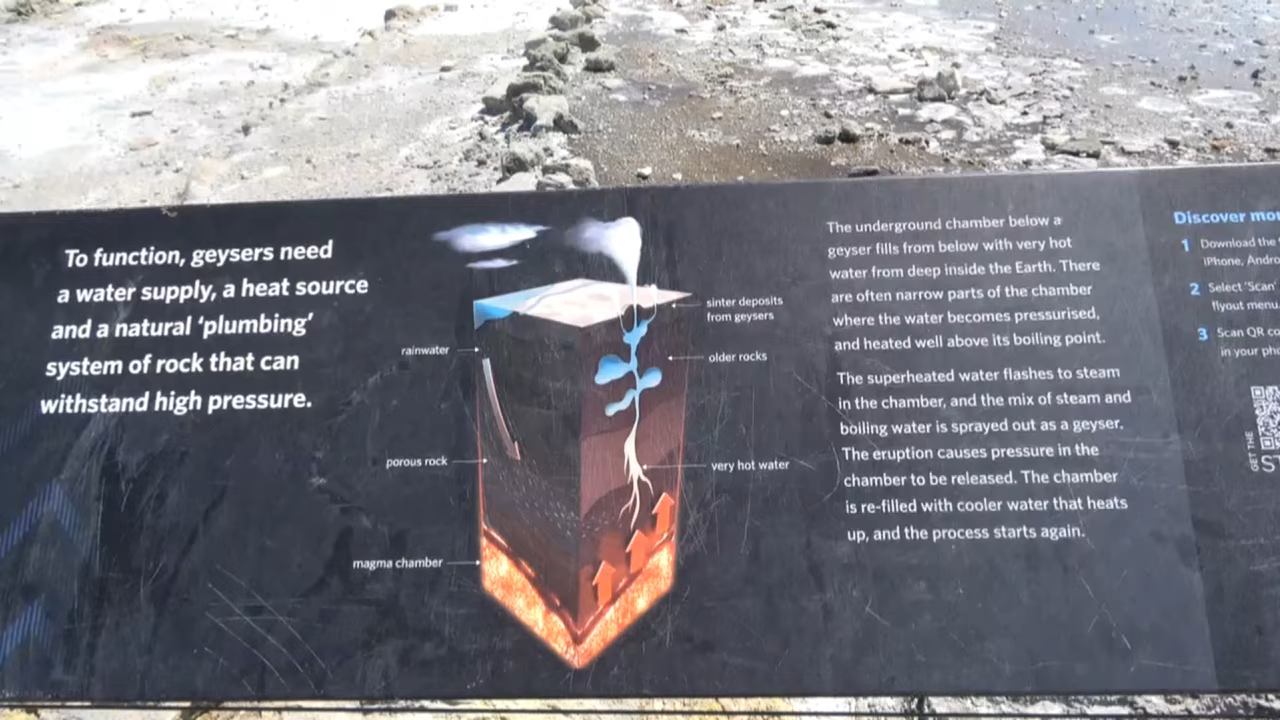 To function, geysers need
a water supply, a heat source
and a natural ‘plumbing’
system of rock that can
withstand high pressure.
sinter deposits
from geysers
rainwater
older rocks
porous rock
very hot water
magma chamber
The underground chamber below a
geyser fills from below with very hot
water from deep inside the Earth. There
are often narrow parts of the chamber
where the water becomes pressurised,
and heated well above its boiling point.
The superheated water flashes to steam
in the chamber, and the mix of steam and
boiling water is sprayed out as a geyser.
The eruption causes pressure in the
chamber to be released. The chamber
is re-filled with cooler water that heats
up, and the process starts again.
Discover
1 Download the
iPhone,
2 Select ‘Scan’
flyout menu
3 Scan QR
in your
GET THE